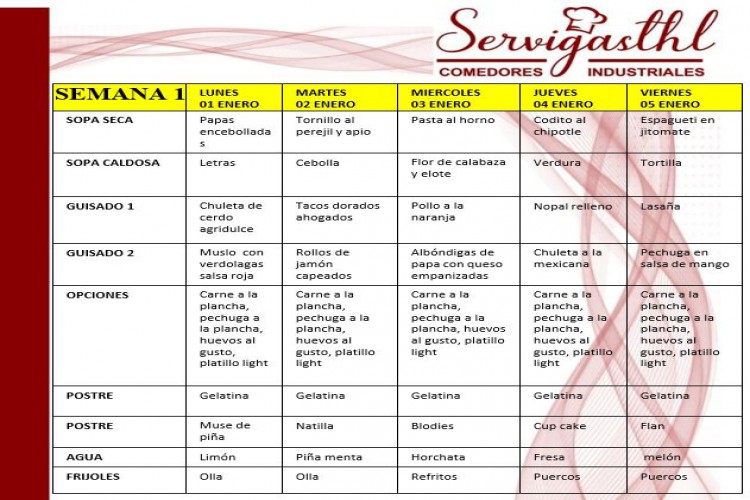 Servigasthl
COMEDORES INDUSTRIALES
SEMANA 1
LUNES
01 ENERO
MARTES
02 ENERO
MIERCOLES
03 ENERO
JUEVES
04 ENERO
VIERNES
05 ENERO
SOPA SECA
Papas
encebollada
s
Tornillo al
perejil y apio
Pasta al horno
Codito al
chipotle
Espagueti en
jitomate
SOPA CALDOSA
Letras
Cebolla
Flor de calabaza
y elote
Verdura
Tortilla
GUISADO 1
Chuleta de
cerdo
agridulce
Tacos dorados
ahogados
Pollo a la
naranja
Nopal relleno
Lasaña
GUISADO 2
Muslo con
verdolagas
salsa roja
Rollos de
jamón
capeados
Albóndigas de
papa con queso
empanizadas
Chuleta a la
mexicana
Pechuga en
salsa de mango
OPCIONES
Carne a la
plancha,
pechuga a
la plancha,
huevos al
gusto,
platillo light
Carne a la
plancha,
pechuga a la
plancha,
huevos al
gusto, platillo
light
Carne a la
plancha,
pechuga a la
plancha, huevos
al gusto, platillo
light
Carne a la
plancha,
pechuga a la
plancha,
huevos al
gusto, platillo
light
Carne a la
plancha,
pechuga a la
plancha,
huevos al
gusto, platillo
light
POSTRE
Gelatina
Gelatina
Gelatina
Gelatina
Gelatina
POSTRE
Muse de
piña
Natilla
Blodies
Cup cake
Flan
AGUA
Limón
Piña menta
Horchata
Fresa
melón
FRIJOLES
Olla
Olla
Refritos
Puercos
Puercos